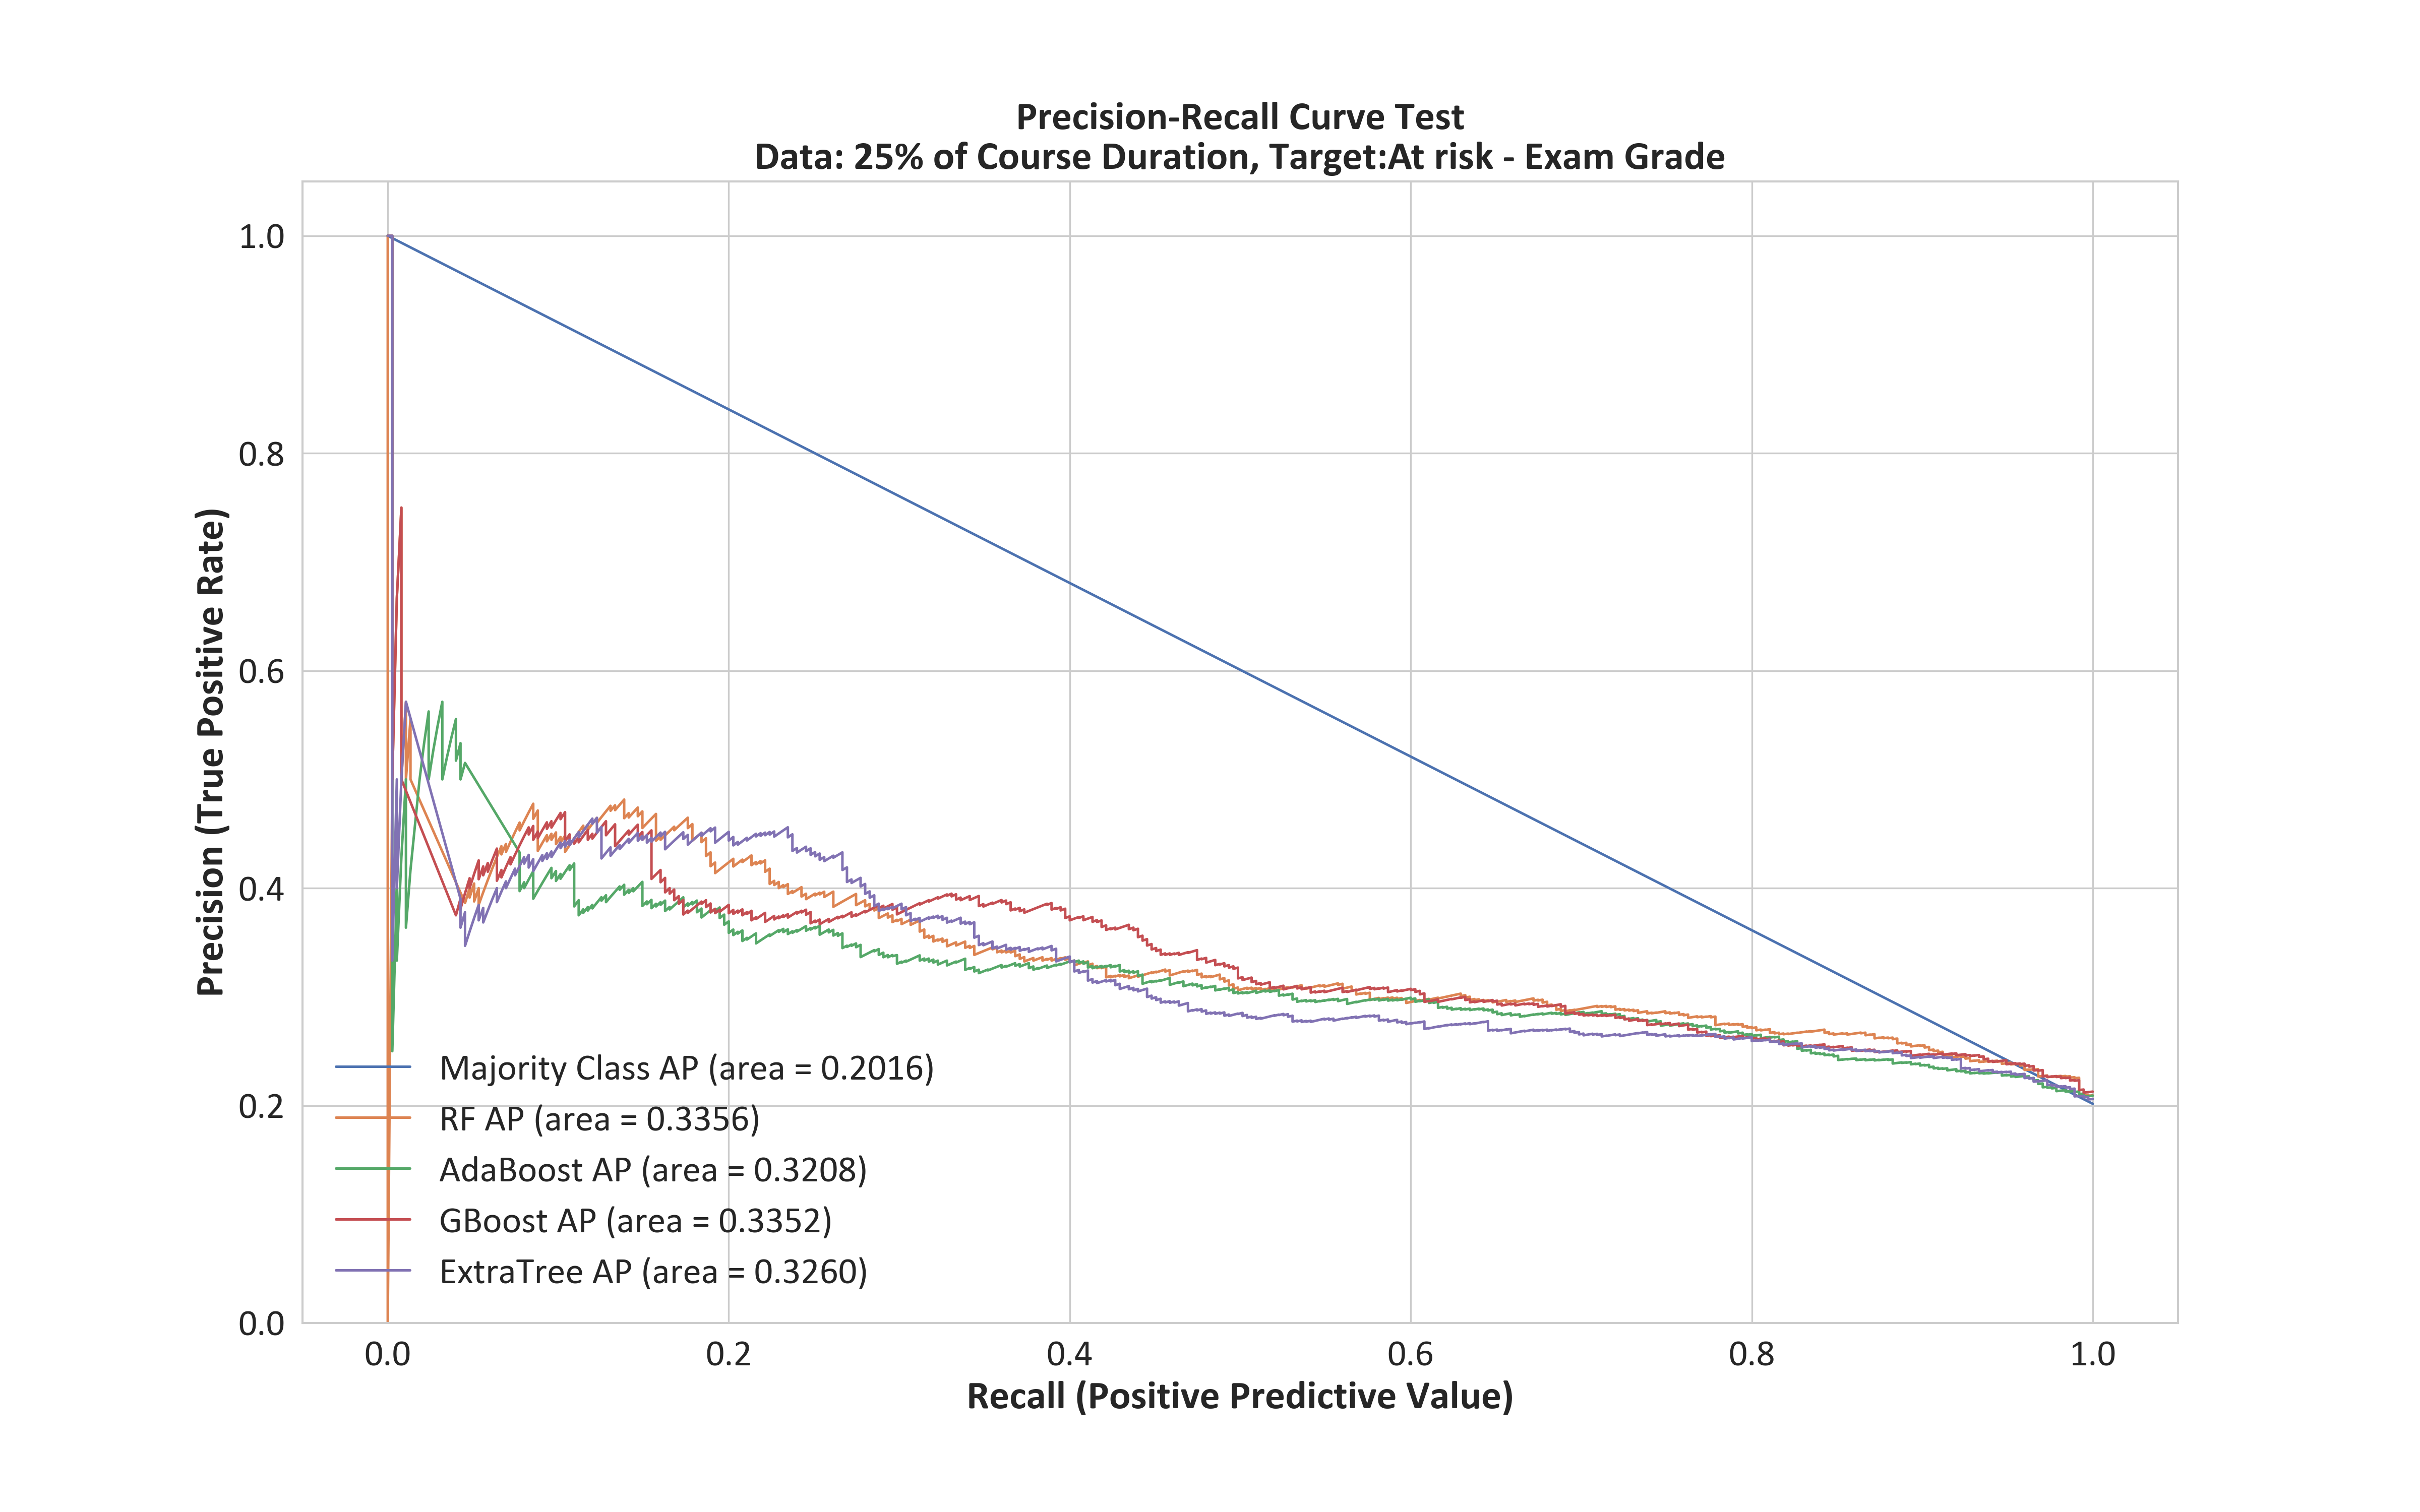 Precision-Recall Curve Test
Data: 25% of Course Duration, Target:At risk - Exam Grade
Precision (True Positive Rate)
1.0
0.8
0.6
0.4
0.2
0.0
Majority Class AP (area = 0.2016)
RF AP (area = 0.3356)
AdaBoost AP (area = 0.3208)
GBoost AP (area = 0.3352)
ExtraTree AP (area = 0.3260)
0.0 0.2 0.4 0.6 0.8 1.0
Recall (Positive Predictive Value)